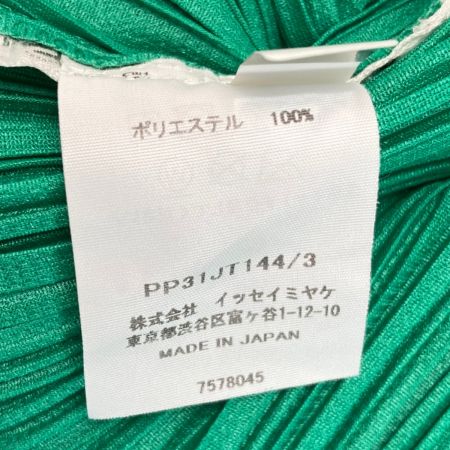 ポリエステル 100%
PP31JT144/3
株式会社 イッセイミヤケ
東京都渋谷区富ヶ谷1-12-10
MADE IN JAPAN
7578045